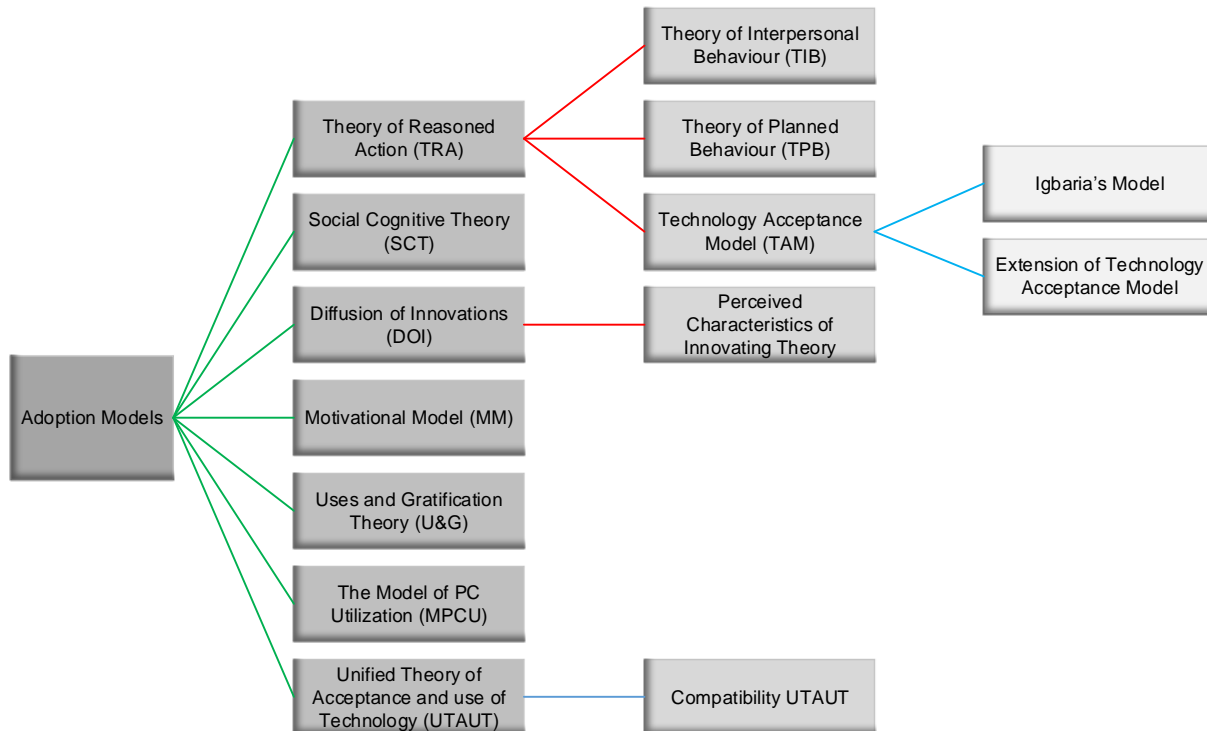 Adoption Models
Theory of Reasoned
Action (TRA)
Social Cognitive Theory
(SCT)
Diffusion of Innovations
(DOI)
Motivational Model (MM)
Uses and Gratification
Theory (U&G)
The Model of PC
Utilization (MPCU)
Unified Theory of
Acceptance and use of
Technology (UTAUT)
Theory of Interpersonal
Behaviour (TIB)
Theory of Planned
Behaviour (TPB)
Technology Acceptance
Model (TAM)
Perceived
Characteristics of
Innovating Theory
Compatibility UTAUT
Igbaria’s Model
Extension of Technology
Acceptance Model